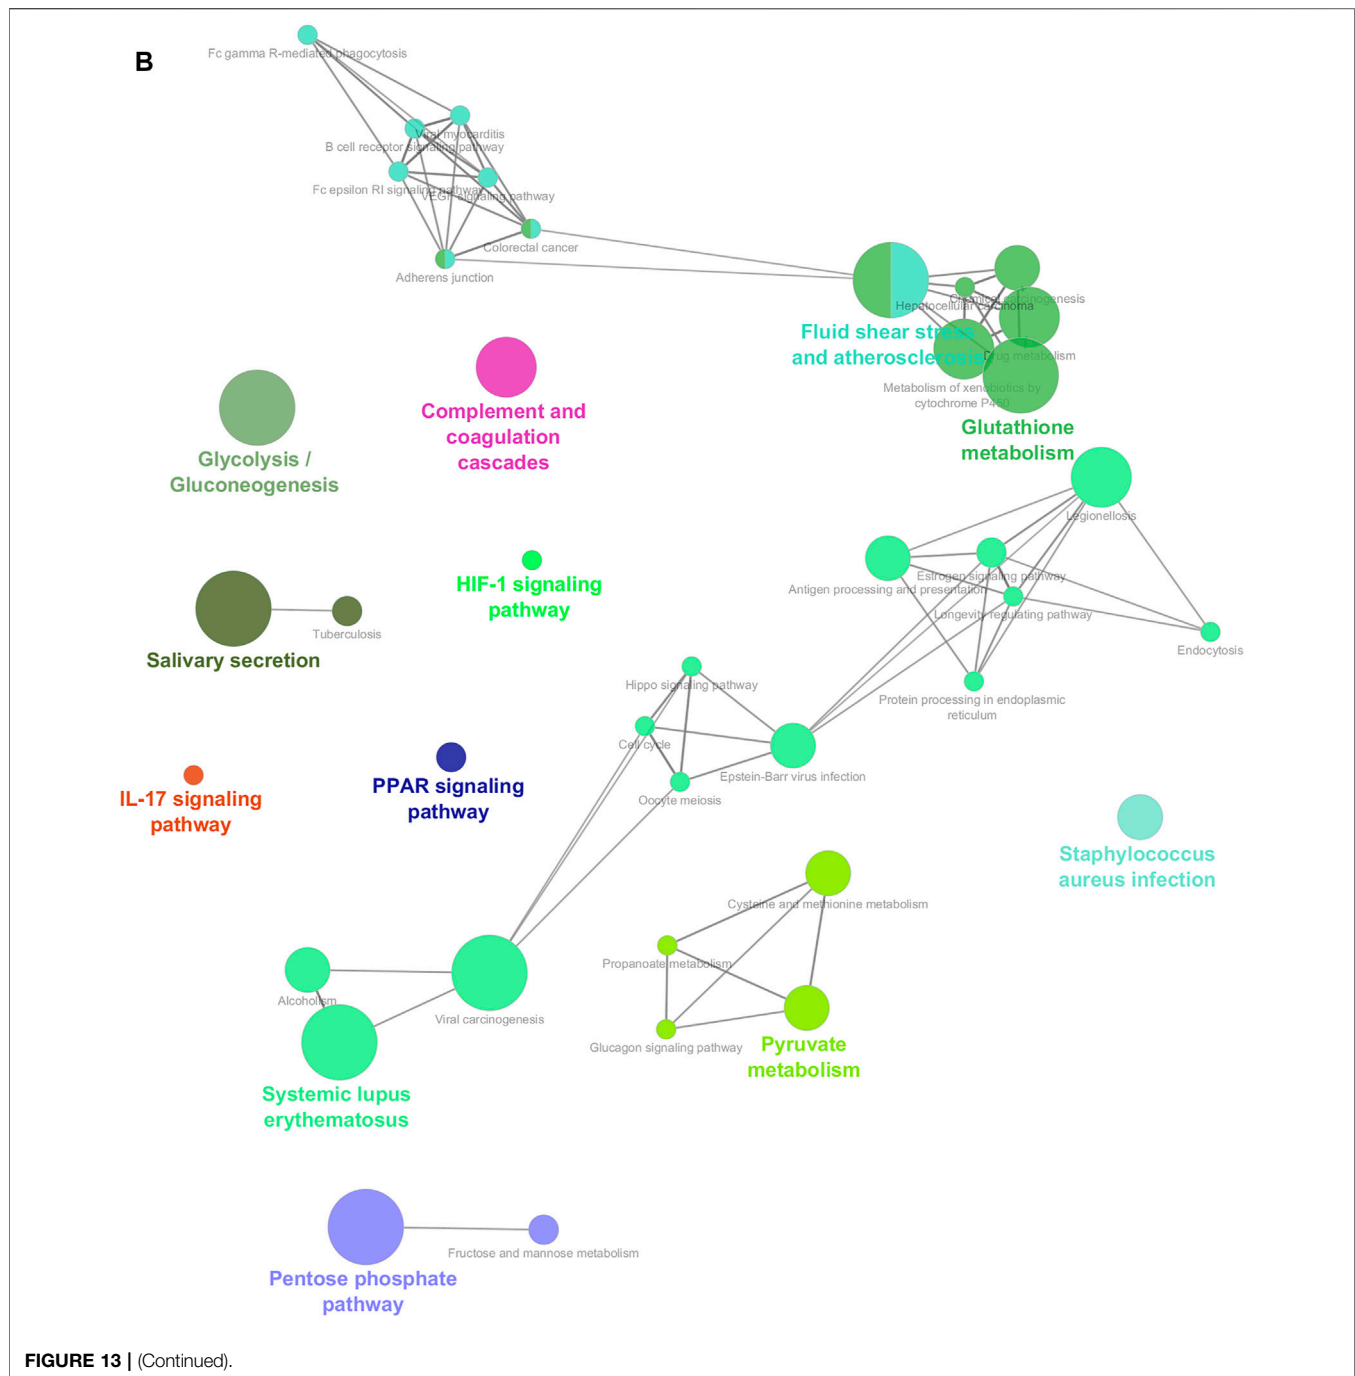 B
Fc gamma R-mediated phagocytosis
Viral myocarditis
B cell receptor signaling pathway
Fc epsilon RI signaling pathway
VEGF signaling pathway
Colorectal cancer
Adherens junction
Chemical carcinogenesis
Hepatocellular carcinoma
Fluid shear stress
and atherosclerosis
Drug metabolism
Metabolism of xenobiotics by
cytochrome P450
Glutathione
metabolism
Complement and
coagulation
cascades
Glycolysis /
Gluconeogenesis
Legionellosis
HIF-1 signaling
pathway
Estrogen signaling pathway
Antigen processing and presentation
Longevity regulating pathway
Endocytosis
Tuberculosis
Salivary secretion
Hippo signaling pathway
Protein processing in endoplasmic
reticulum
Cell cycle
Epstein-Barr virus infection
Oocyte meiosis
IL-17 signaling
pathway
PPAR signaling
pathway
Staphylococcus
aureus infection
Cysteine and methionine metabolism
Propanoate metabolism
Alcoholism
Viral carcinogenesis
Glucagon signaling pathway
Pyruvate
metabolism
Systemic lupus
erythematosus
Fructose and mannose metabolism
Pentose phosphate
pathway
FIGURE 13 | (Continued).